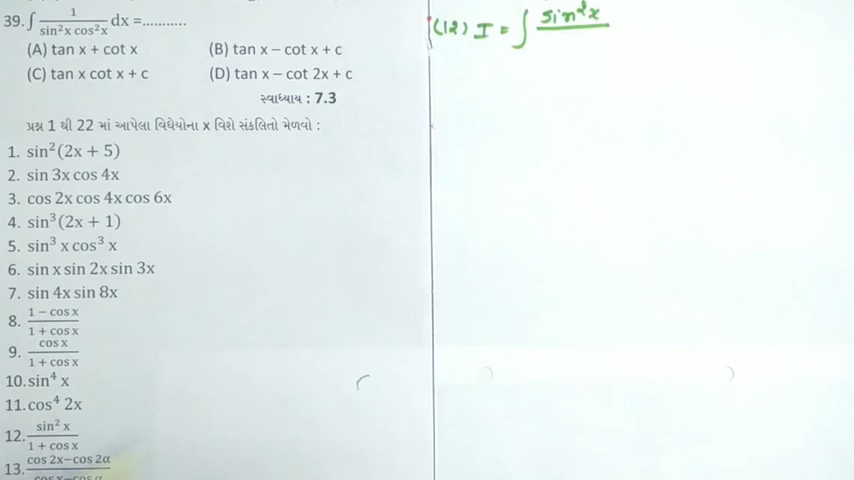 39. ∫ 1/(sin²x cos²x) dx =...........
(A) tan x + cot x (B) tan x − cot x + c
(C) tan x cot x + c (D) tan x − cot 2x + c
સ્વાધ્યાય : 7.3
પ્રશ્ન 1 થી 22 માં આપેલા વિધેયોના x વિશે સંકલિતો મેળવો :
1. sin²(2x + 5)
2. sin 3x cos 4x
3. cos 2x cos 4x cos 6x
4. sin³(2x + 1)
5. sin³ x cos³ x
6. sin x sin 2x sin 3x
7. sin 4x sin 8x
8. (1 − cos x)/(1 + cos x)
9. cos x/(1 + cos x)
10. sin⁴ x
11. cos⁴ 2x
12. sin² x/(1 + cos x)
13. (cos 2x−cos 2α)/(cos x−cos α)
(12) I = ∫ sin²x